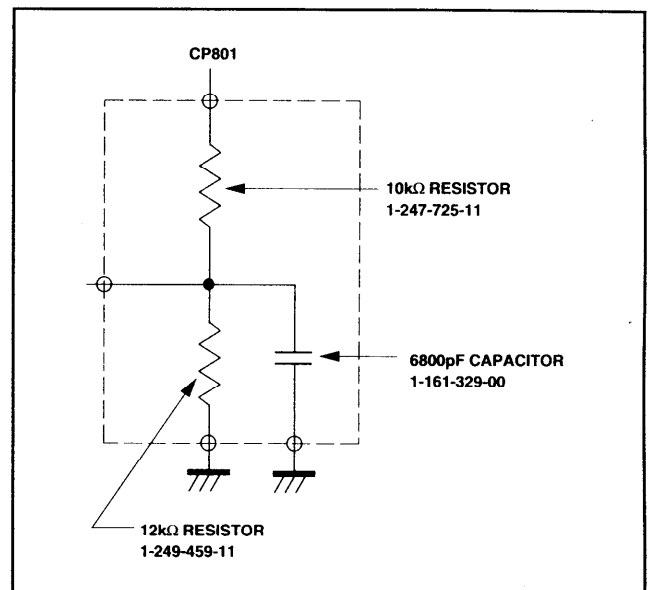 CP801
10kΩ RESISTOR
1-247-725-11
6800pF CAPACITOR
1-161-329-00
12kΩ RESISTOR
1-249-459-11